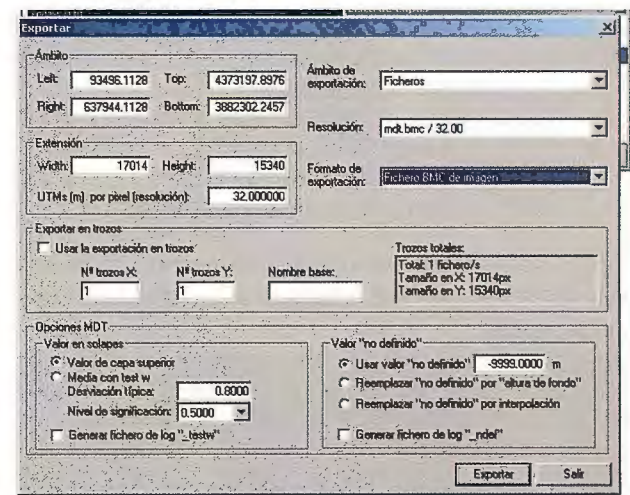 Exportar
Ámbito
Left: 93496.1128 Top: 4373197.8976
Right: 637944.1128 Bottom: 3882302.2457
Ámbito de exportación: Ficheros
Resolución: mdt.bmc / 32.00
Extensión
Width: 17014 Height: 15340
UTMs (m) por pixel (resolución): 32.000000
Formato de exportación: Fichero BMC de imagen
Exportar en trozos
Usar la exportación en trozos
Nº trozos X: Nº trozos Y: Nombre base:
1 1
Trozos totales:
Total: 1 fichero/s
Tamaño en X: 17014px
Tamaño en Y: 15340px
Opciones MDT
Valor en solapes
Valor de capa superior
Media con test w
Desviación típica: 0.8000
Nivel de significación: 0.5000
Generar fichero de log "_testw"
Valor "no definido"
Usar valor "no definido" -9999.0000 m
Reemplazar "no definido" por "altura de fondo"
Reemplazar "no definido" por interpolación
Generar fichero de log "_ndef"
Exportar Salir